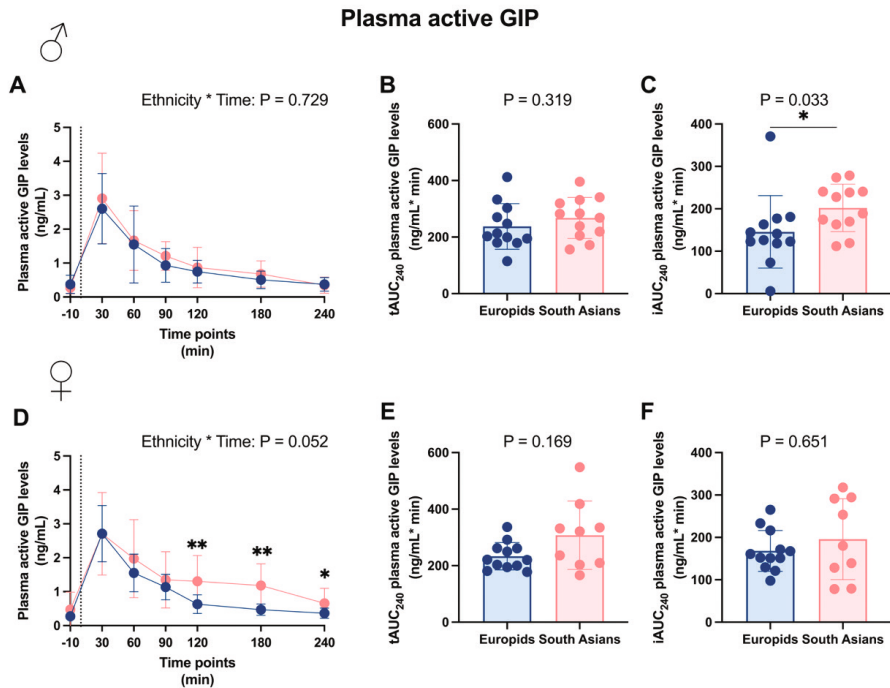 Plasma active GIP
A
Ethnicity * Time: P = 0.729
Plasma active GIP levels
(ng/mL)
5
4
3
2
1
0
-10 30 60 90 120 180 240
Time points
(min)
B
P = 0.319
tAUC240 plasma active GIP levels
(ng/mL* min)
600
400
200
0
Europids South Asians
C
P = 0.033
*
iAUC240 plasma active GIP levels
(ng/mL* min)
400
300
200
100
0
Europids South Asians
D
Ethnicity * Time: P = 0.052
Plasma active GIP levels
(ng/mL)
5
4
3
2
1
0
** ** *
-10 30 60 90 120 180 240
Time points
(min)
E
P = 0.169
tAUC240 plasma active GIP levels
(ng/mL* min)
600
400
200
0
Europids South Asians
F
P = 0.651
iAUC240 plasma active GIP levels
(ng/mL* min)
400
300
200
100
0
Europids South Asians